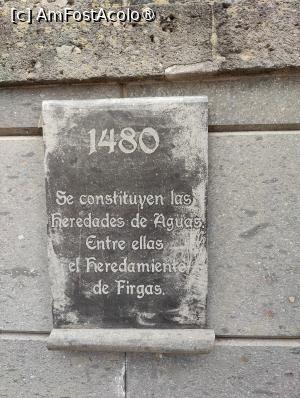 [c] AmFostAcolo®
1480
Se constituyen las
heredades de Aguas.
Entre ellas
el heredamiento
de Firgas.